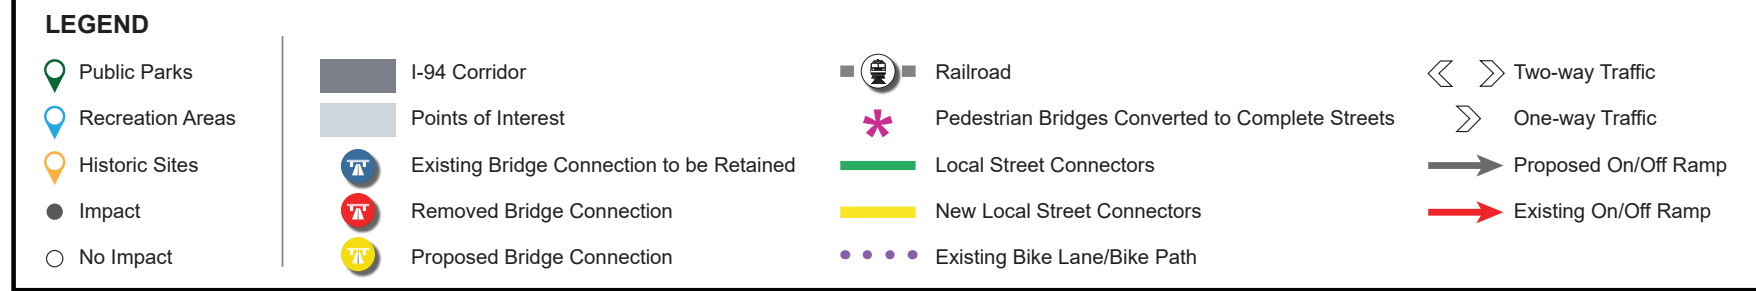 LEGEND
Public Parks
Recreation Areas
Historic Sites
Impact
No Impact
I-94 Corridor
Points of Interest
Existing Bridge Connection to be Retained
Removed Bridge Connection
Proposed Bridge Connection
Railroad
Pedestrian Bridges Converted to Complete Streets
Local Street Connectors
New Local Street Connectors
Existing Bike Lane/Bike Path
Two-way Traffic
One-way Traffic
Proposed On/Off Ramp
Existing On/Off Ramp